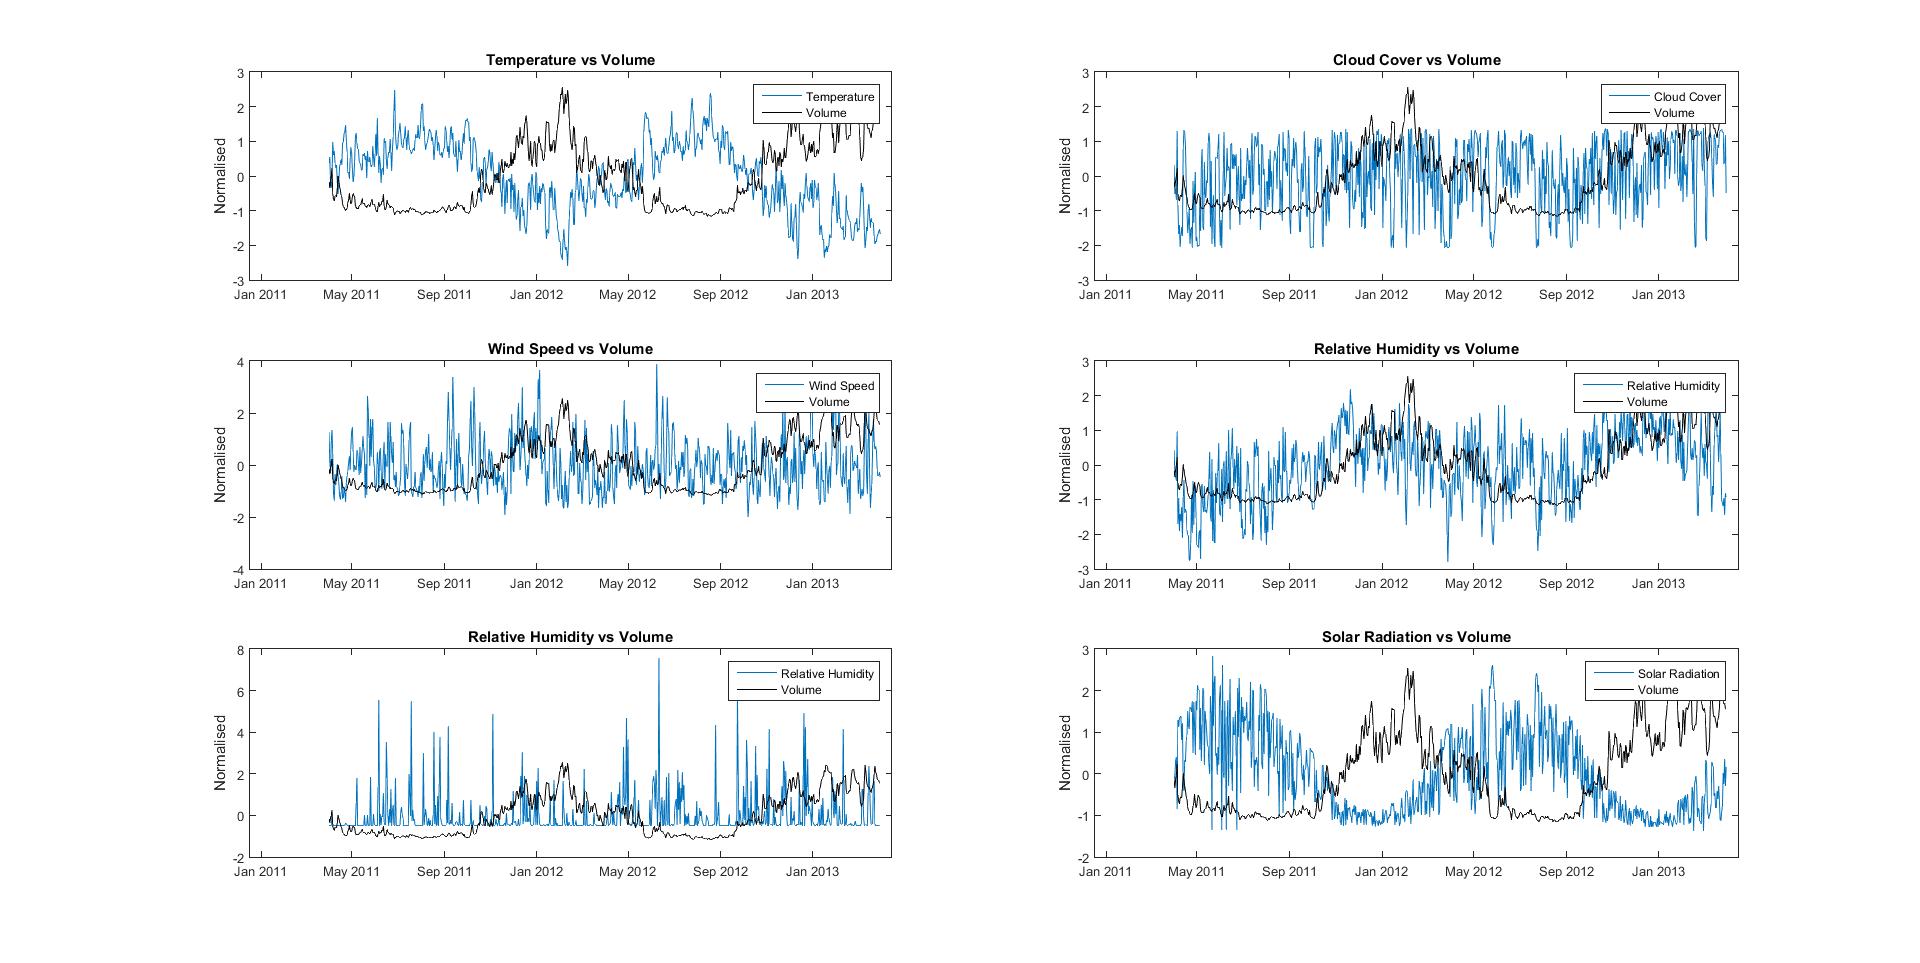 Temperature vs Volume
3
2
1
0
-1
-2
-3
Normalised
Temperature
Volume
Jan 2011 May 2011 Sep 2011 Jan 2012 May 2012 Sep 2012 Jan 2013
Cloud Cover vs Volume
3
2
1
0
-1
-2
-3
Normalised
Cloud Cover
Volume
Jan 2011 May 2011 Sep 2011 Jan 2012 May 2012 Sep 2012 Jan 2013
Wind Speed vs Volume
4
2
0
-2
-4
Normalised
Wind Speed
Volume
Jan 2011 May 2011 Sep 2011 Jan 2012 May 2012 Sep 2012 Jan 2013
Relative Humidity vs Volume
3
2
1
0
-1
-2
-3
Normalised
Relative Humidity
Volume
Jan 2011 May 2011 Sep 2011 Jan 2012 May 2012 Sep 2012 Jan 2013
Relative Humidity vs Volume
8
6
4
2
0
-2
Normalised
Relative Humidity
Volume
Jan 2011 May 2011 Sep 2011 Jan 2012 May 2012 Sep 2012 Jan 2013
Solar Radiation vs Volume
3
2
1
0
-1
-2
Normalised
Solar Radiation
Volume
Jan 2011 May 2011 Sep 2011 Jan 2012 May 2012 Sep 2012 Jan 2013